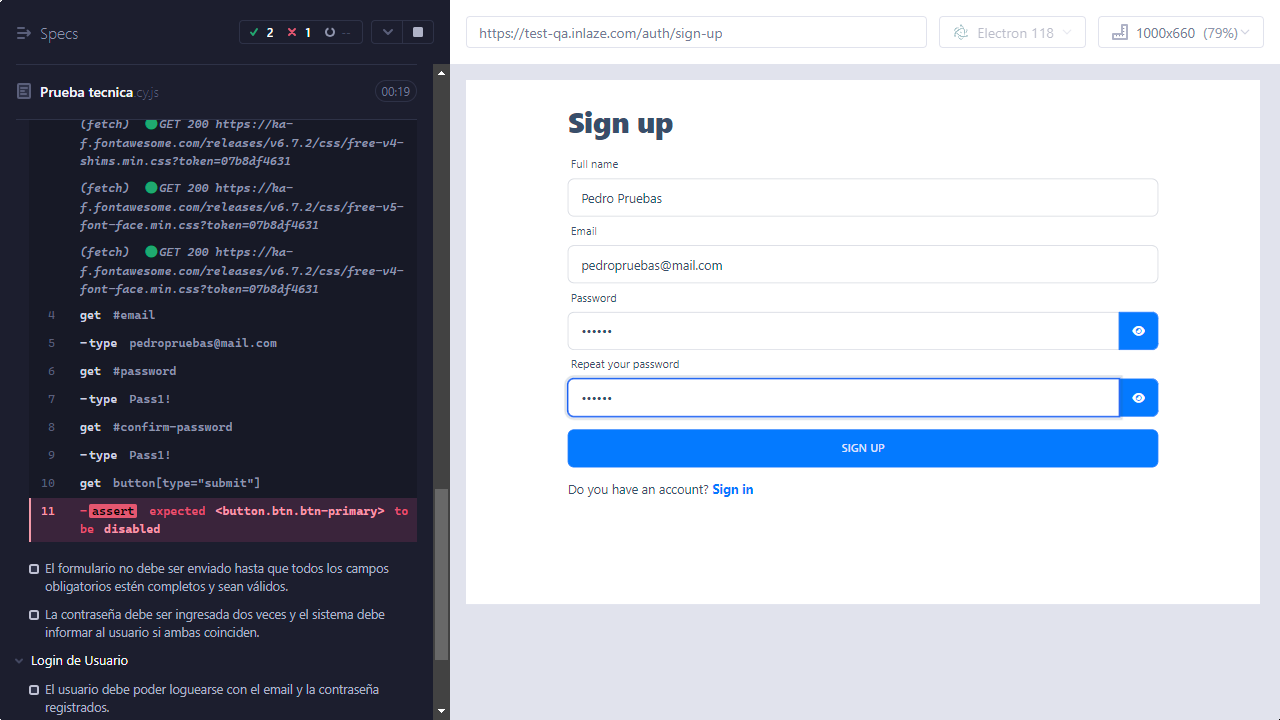 Specs
2
1
--
Prueba tecnica.cy.js
00:19
(fetch) GET 200 https://ka-
f.fontawesome.com/releases/v6.7.2/css/free-v4-
shims.min.css?token=07b8df4631
(fetch) GET 200 https://ka-
f.fontawesome.com/releases/v6.7.2/css/free-v5-
font-face.min.css?token=07b8df4631
(fetch) GET 200 https://ka-
f.fontawesome.com/releases/v6.7.2/css/free-v4-
font-face.min.css?token=07b8df4631
4 get #email
5 -type pedropruebas@mail.com
6 get #password
7 -type Pass1!
8 get #confirm-password
9 -type Pass1!
10 get button[type="submit"]
11 -assert expected <button.btn.btn-primary> to
be disabled
El formulario no debe ser enviado hasta que todos los campos
obligatorios estén completos y sean válidos.
La contraseña debe ser ingresada dos veces y el sistema debe
informar al usuario si ambas coinciden.
Login de Usuario
El usuario debe poder loguearse con el email y la contraseña
registrados.
https://test-qa.inlaze.com/auth/sign-up
Electron 118
1000x660 (79%)
Sign up
Full name
Pedro Pruebas
Email
pedropruebas@mail.com
Password
••••••
Repeat your password
••••••
SIGN UP
Do you have an account? Sign in